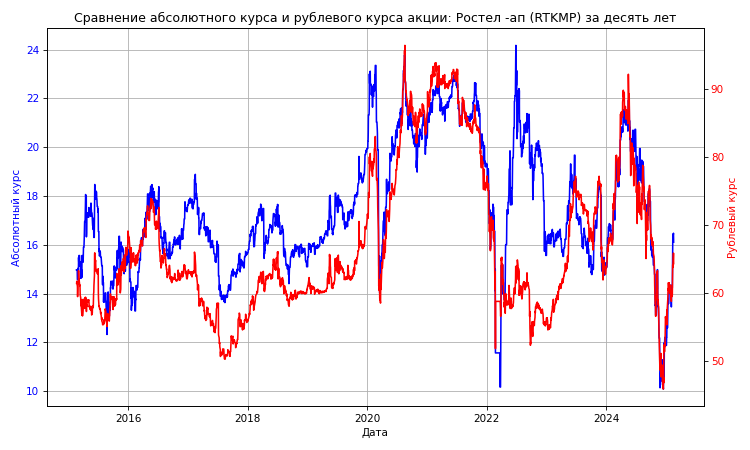 Сравнение абсолютного курса и рублевого курса акции: Ростел -ап (RTKMP) за десять лет
24
22
20
18
16
14
12
10
Абсолютный курс
90
80
70
60
50
Рублевый курс
2016 2018 2020 2022 2024
Дата